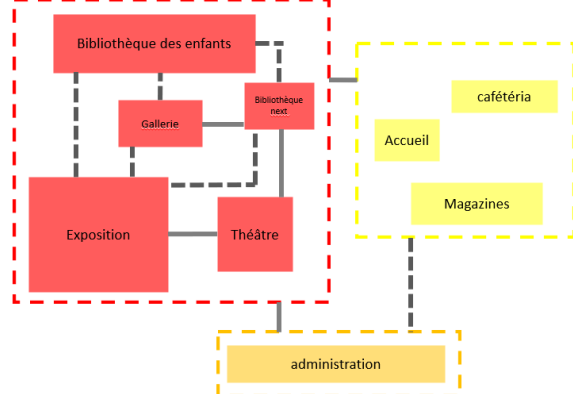 Bibliothèque des enfants
cafétéria
Bibliothèque
next
Gallerie
Accueil
Magazines
Exposition
Théâtre
administration